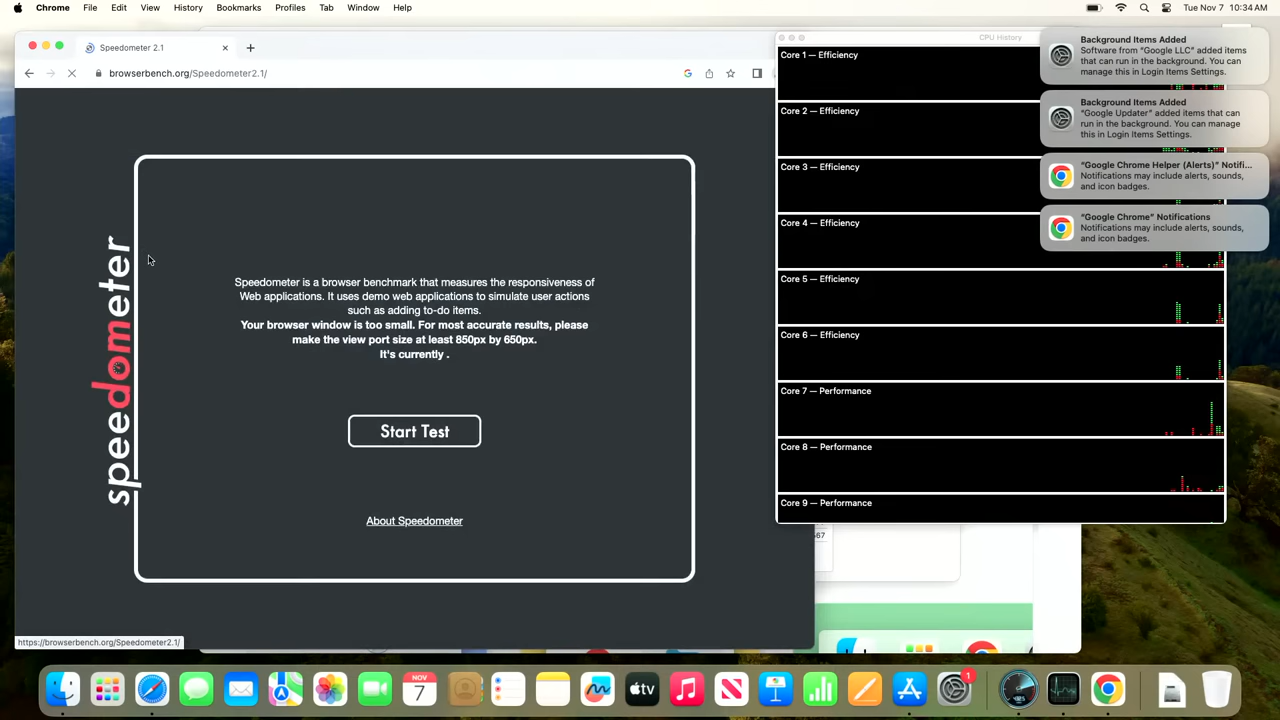 Chrome File Edit View History Bookmarks Profiles Tab Window Help Tue Nov 7 10:34 AM
Speedometer 2.1
browserbench.org/Speedometer2.1/
speedometer
Speedometer is a browser benchmark that measures the responsiveness of
Web applications. It uses demo web applications to simulate user actions
such as adding to-do items.
Your browser window is too small. For most accurate results, please
make the view port size at least 850px by 650px.
It's currently .
Start Test
About Speedometer
https://browserbench.org/Speedometer2.1/
CPU History
Core 1 — Efficiency
Core 2 — Efficiency
Core 3 — Efficiency
Core 4 — Efficiency
Core 5 — Efficiency
Core 6 — Efficiency
Core 7 — Performance
Core 8 — Performance
Core 9 — Performance
Background Items Added
Software from "Google LLC" added items
that can run in the background. You can
manage this in Login Items Settings.
Background Items Added
"Google Updater" added items that can
run in the background. You can manage
this in Login Items Settings.
"Google Chrome Helper (Alerts)" Notifi...
Notifications may include alerts, sounds,
and icon badges.
"Google Chrome" Notifications
Notifications may include alerts, sounds,
and icon badges.
NOV
7
tv
1